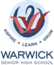 ASPIRE • LEARN • GROW
WARWICK
SENIOR HIGH SCHOOL